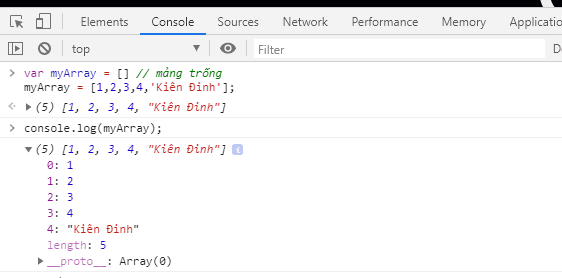 Elements Console Sources Network Performance Memory Applicati
top Filter De
var myArray = [] // mảng trống
myArray = [1,2,3,4,'Kiên Đinh'];
(5) [1, 2, 3, 4, "Kiên Đinh"]
console.log(myArray);
(5) [1, 2, 3, 4, "Kiên Đinh"]
0: 1
1: 2
2: 3
3: 4
4: "Kiên Đinh"
length: 5
__proto__: Array(0)